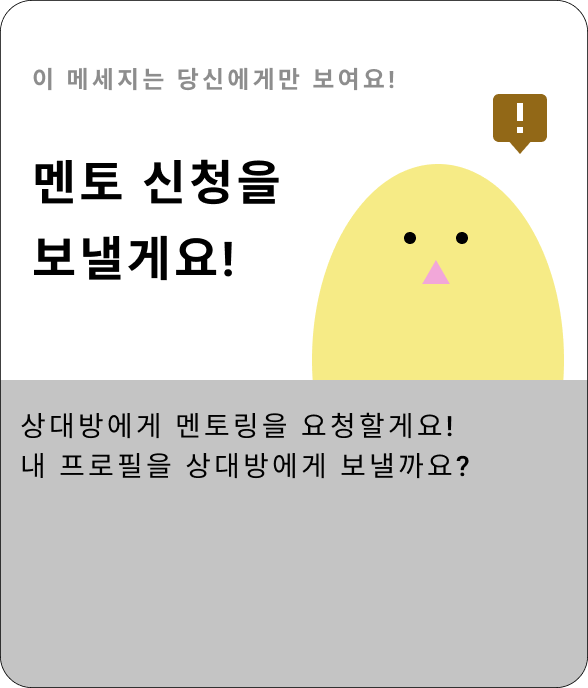 이 메세지는 당신에게만 보여요!
!
멘토 신청을
보낼게요!
상대방에게 멘토링을 요청할게요!
내 프로필을 상대방에게 보낼까요?